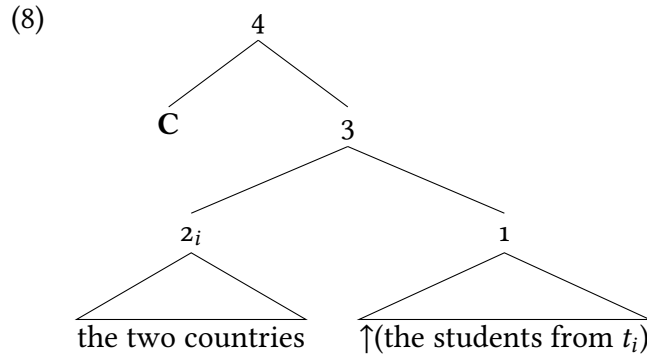 (8)
4
C
3
2ᵢ
1
the two countries
↑(the students from tᵢ)